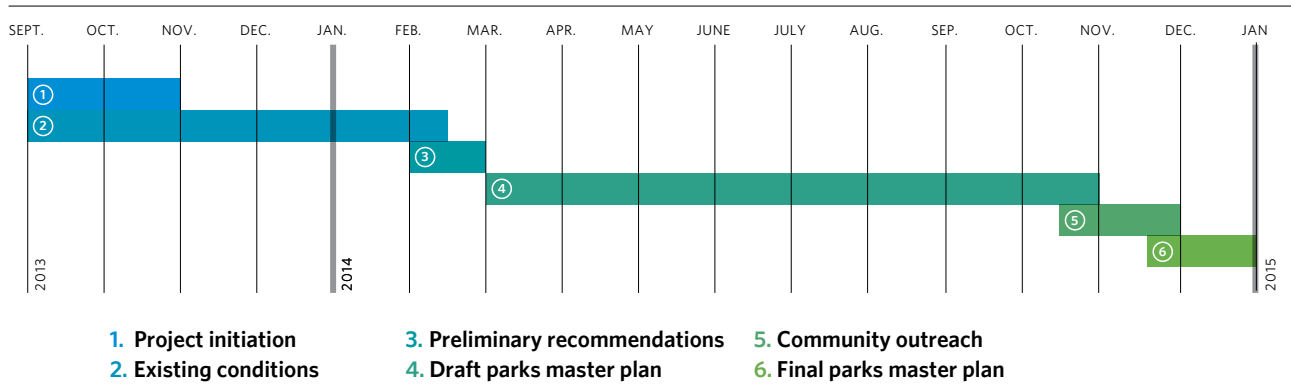 SEPT. OCT. NOV. DEC. JAN. FEB. MAR. APR. MAY JUNE JULY AUG. SEP. OCT. NOV. DEC. JAN
1
2
3
4
5
6
2013 2014 2015
1. Project initiation 3. Preliminary recommendations 5. Community outreach
2. Existing conditions 4. Draft parks master plan 6. Final parks master plan